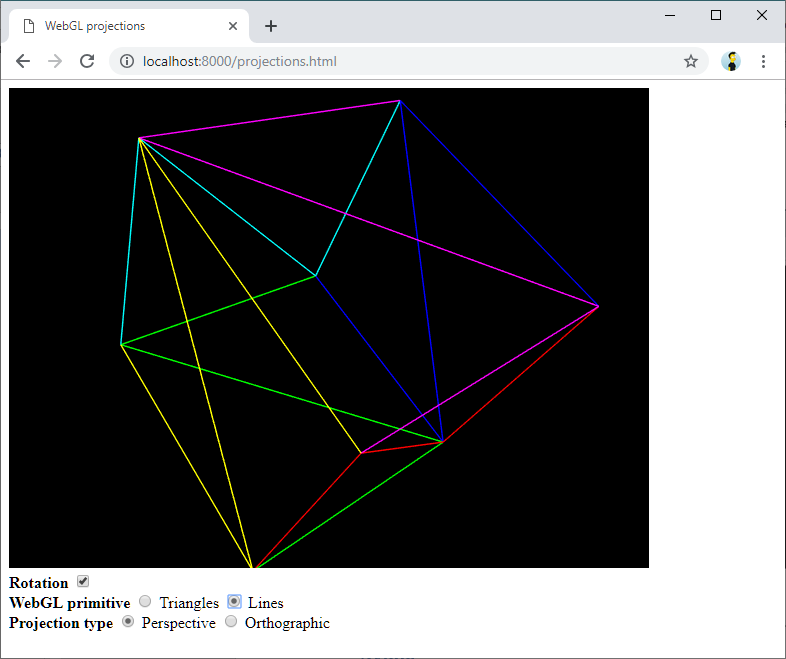 WebGL projections
localhost:8000/projections.html
Rotation
WebGL primitive Triangles Lines
Projection type Perspective Orthographic